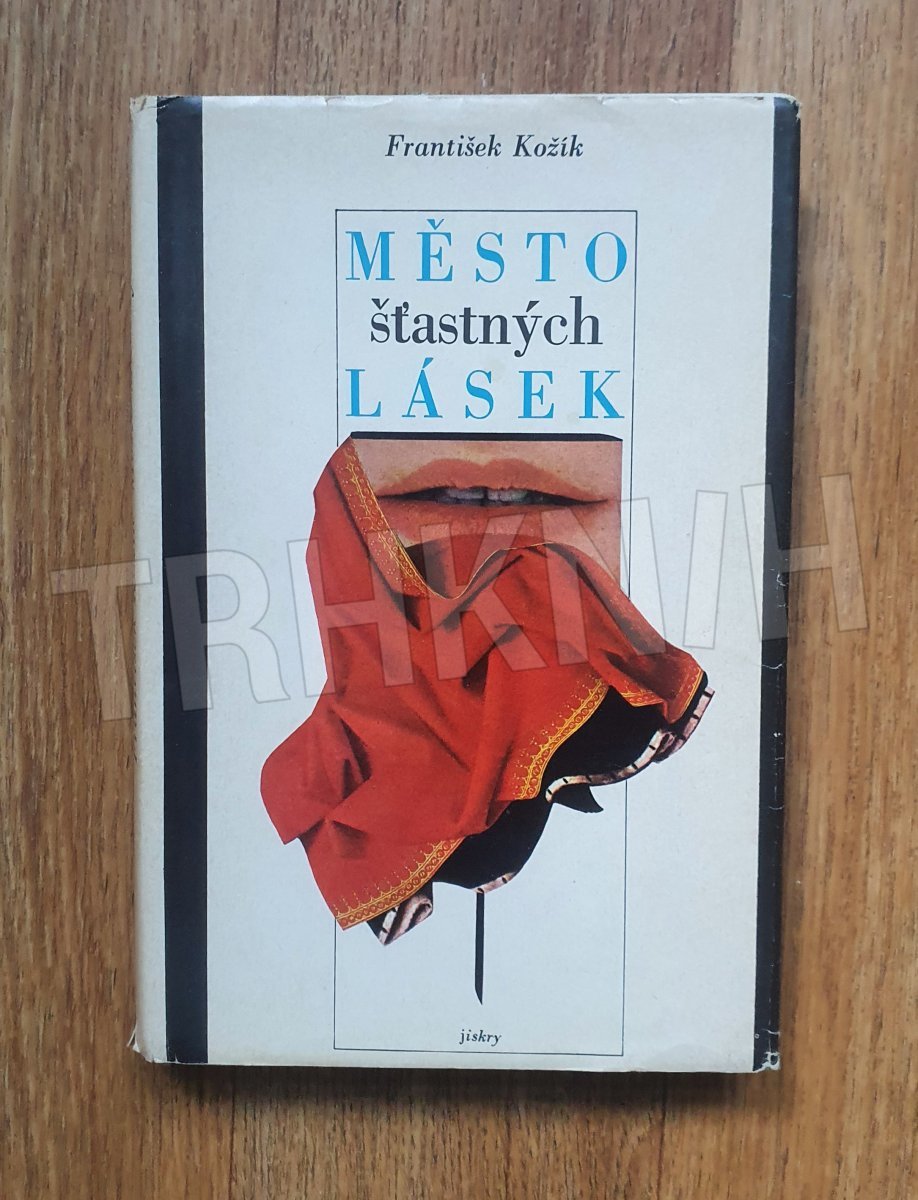 František Kožík
MĚSTO
šťastných
LÁSEK
TRHKNIH
jiskry